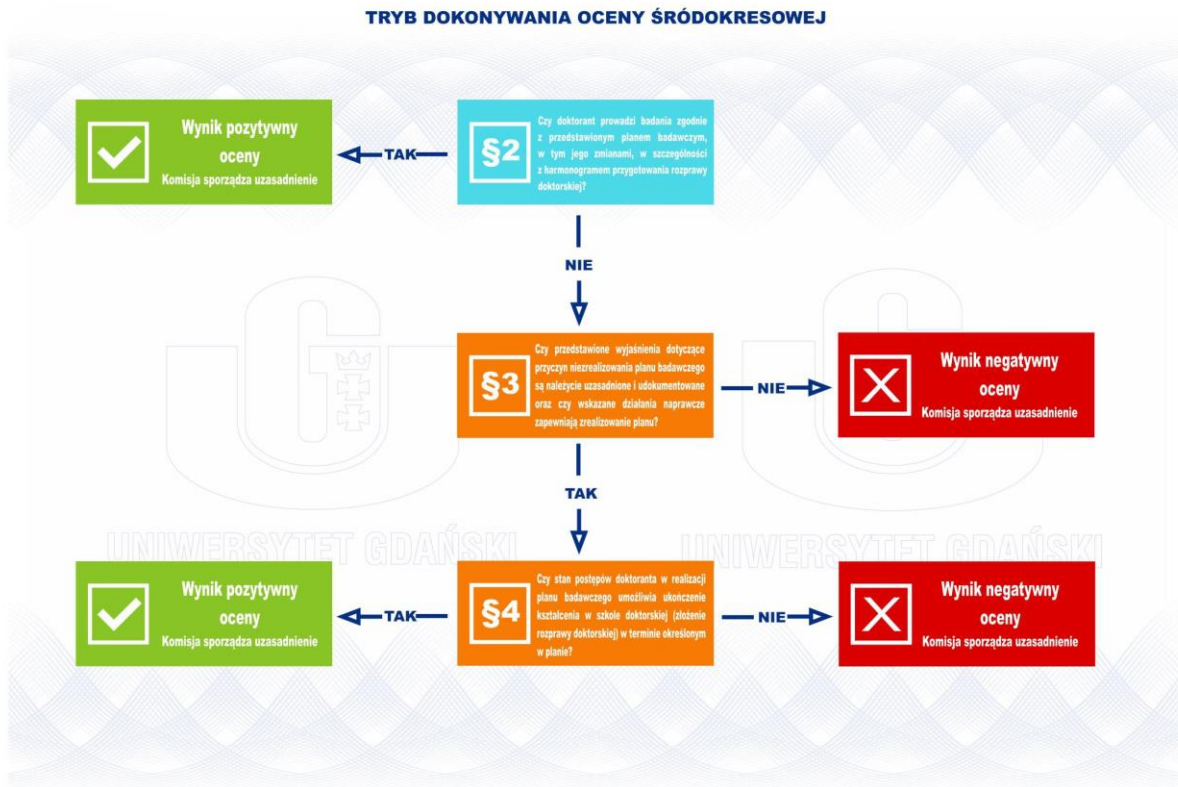 TRYB DOKONYWANIA OCENY ŚRÓDOKRESOWEJ
Wynik pozytywny
oceny
Komisja sporządza uzasadnienie
TAK
§2
Czy doktorant prowadzi badania zgodnie
z przedstawionym planem badawczym,
w tym jego zmianami, w szczególności
z harmonogramem przygotowania rozprawy
doktorskiej?
NIE
§3
Czy przedstawione wyjaśnienia dotyczące
przyczyn niezrealizowania planu badawczego
są należycie uzasadnione i udokumentowane
oraz czy wskazane działania naprawcze
zapewniają zrealizowanie planu?
NIE
Wynik negatywny
oceny
Komisja sporządza uzasadnienie
TAK
UNIWERSYTET GDAŃSKI
UNIWERSYTET GDAŃSKI
Wynik pozytywny
oceny
Komisja sporządza uzasadnienie
TAK
§4
Czy stan postępów doktoranta w realizacji
planu badawczego umożliwia ukończenie
kształcenia w szkole doktorskiej (złożenie
rozprawy doktorskiej) w terminie określonym
w planie?
NIE
Wynik negatywny
oceny
Komisja sporządza uzasadnienie